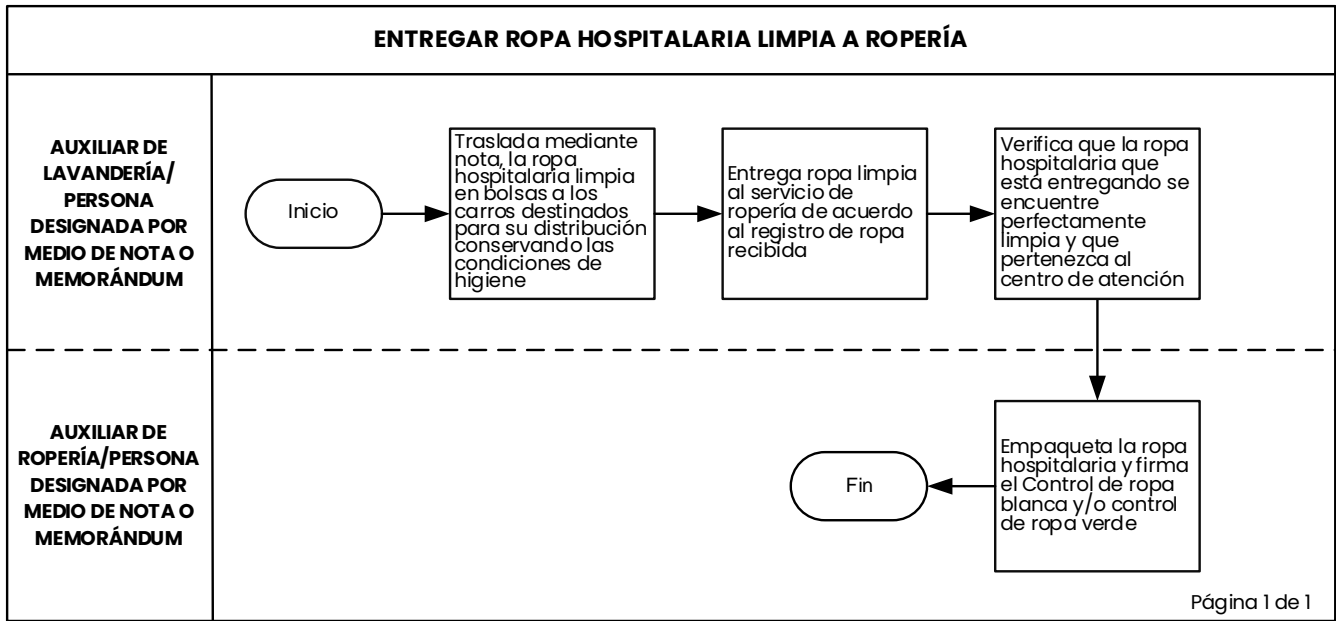 ENTREGAR ROPA HOSPITALARIA LIMPIA A ROPERÍA
AUXILIAR DE
LAVANDERÍA/
PERSONA
DESIGNADA POR
MEDIO DE NOTA O
MEMORÁNDUM
Inicio
Traslada mediante
nota, la ropa
hospitalaria limpia
en bolsas a los
carros destinados
para su distribución
conservando las
condiciones de
higiene
Entrega ropa limpia
al servicio de
ropería de acuerdo
al registro de ropa
recibida
Verifica que la ropa
hospitalaria que
está entregando se
encuentre
perfectamente
limpia y que
pertenezca al
centro de atención
AUXILIAR DE
ROPERÍA/PERSONA
DESIGNADA POR
MEDIO DE NOTA O
MEMORÁNDUM
Fin
Empaqueta la ropa
hospitalaria y firma
el Control de ropa
blanca y/o control
de ropa verde
Página 1 de 1